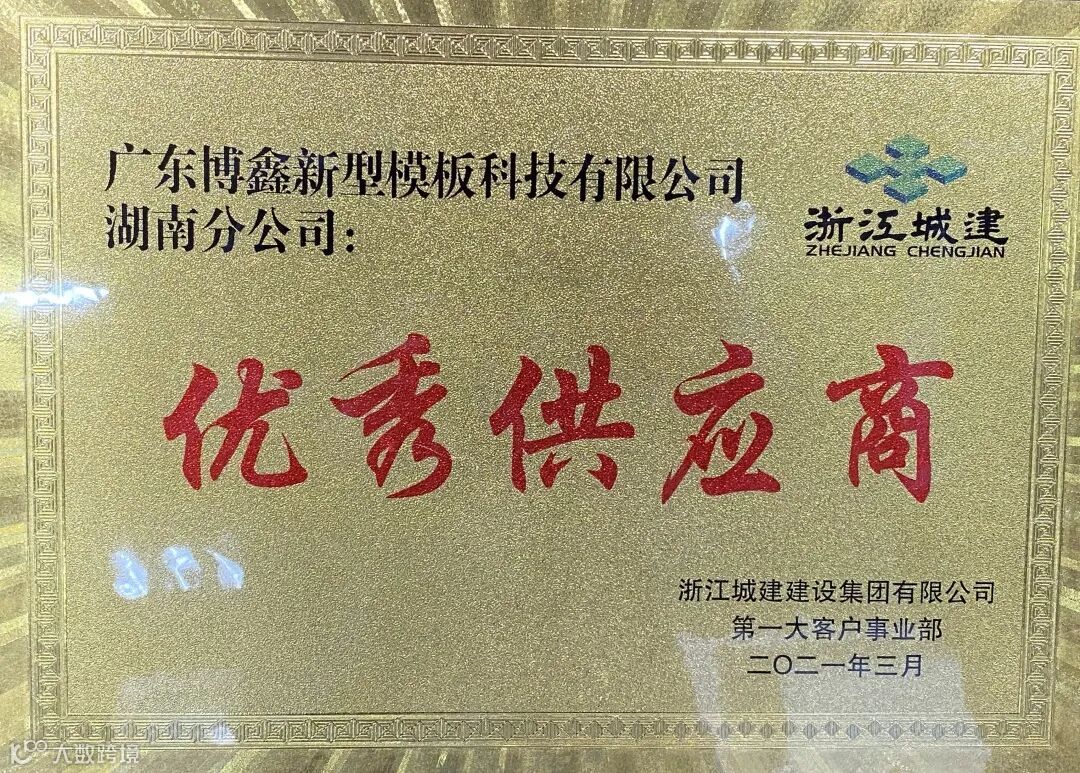 广东博鑫新型模板科技有限公司
湖南分公司：
浙江城建
ZHEJIANG CHENGJIAN
优秀供应商
浙江城建建设集团有限公司
第一大客户事业部
二〇二一年三月
大数跨境